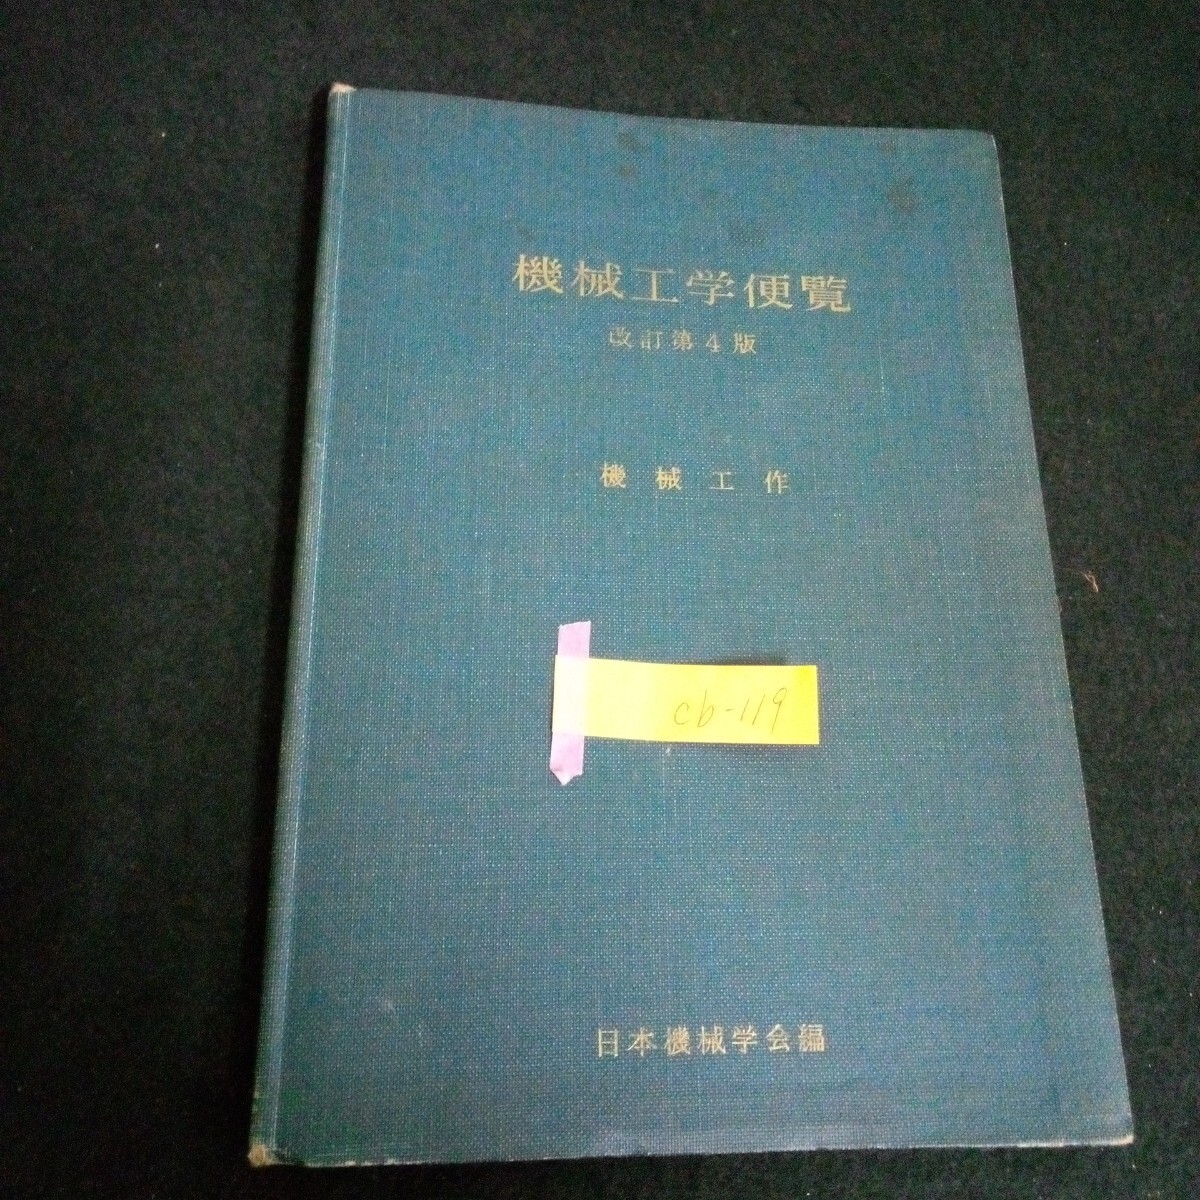 機械工学便覧
改訂第4版
機械工作
cb-119
日本機械学会編